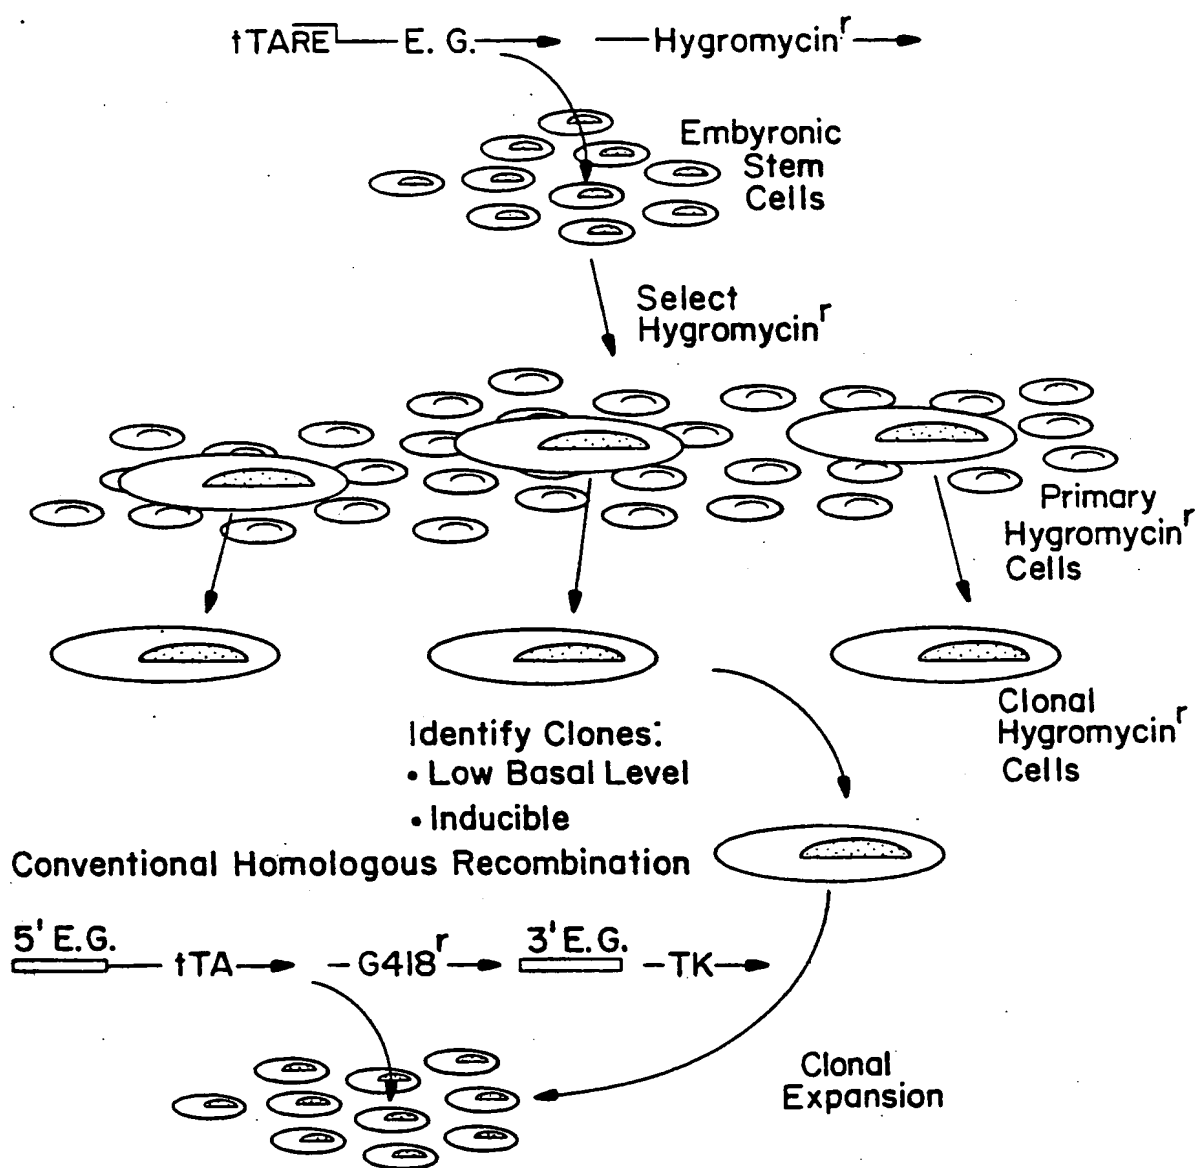 tTARE E. G. Hygromycin^r
Embyronic
Stem
Cells
Select
Hygromycin^r
Primary
Hygromycin^r
Cells
Clonal
Hygromycin^r
Cells
Identify Clones:
• Low Basal Level
• Inducible
Conventional Homologous Recombination
5' E.G. tTA G418^r 3' E.G. TK
Clonal
Expansion